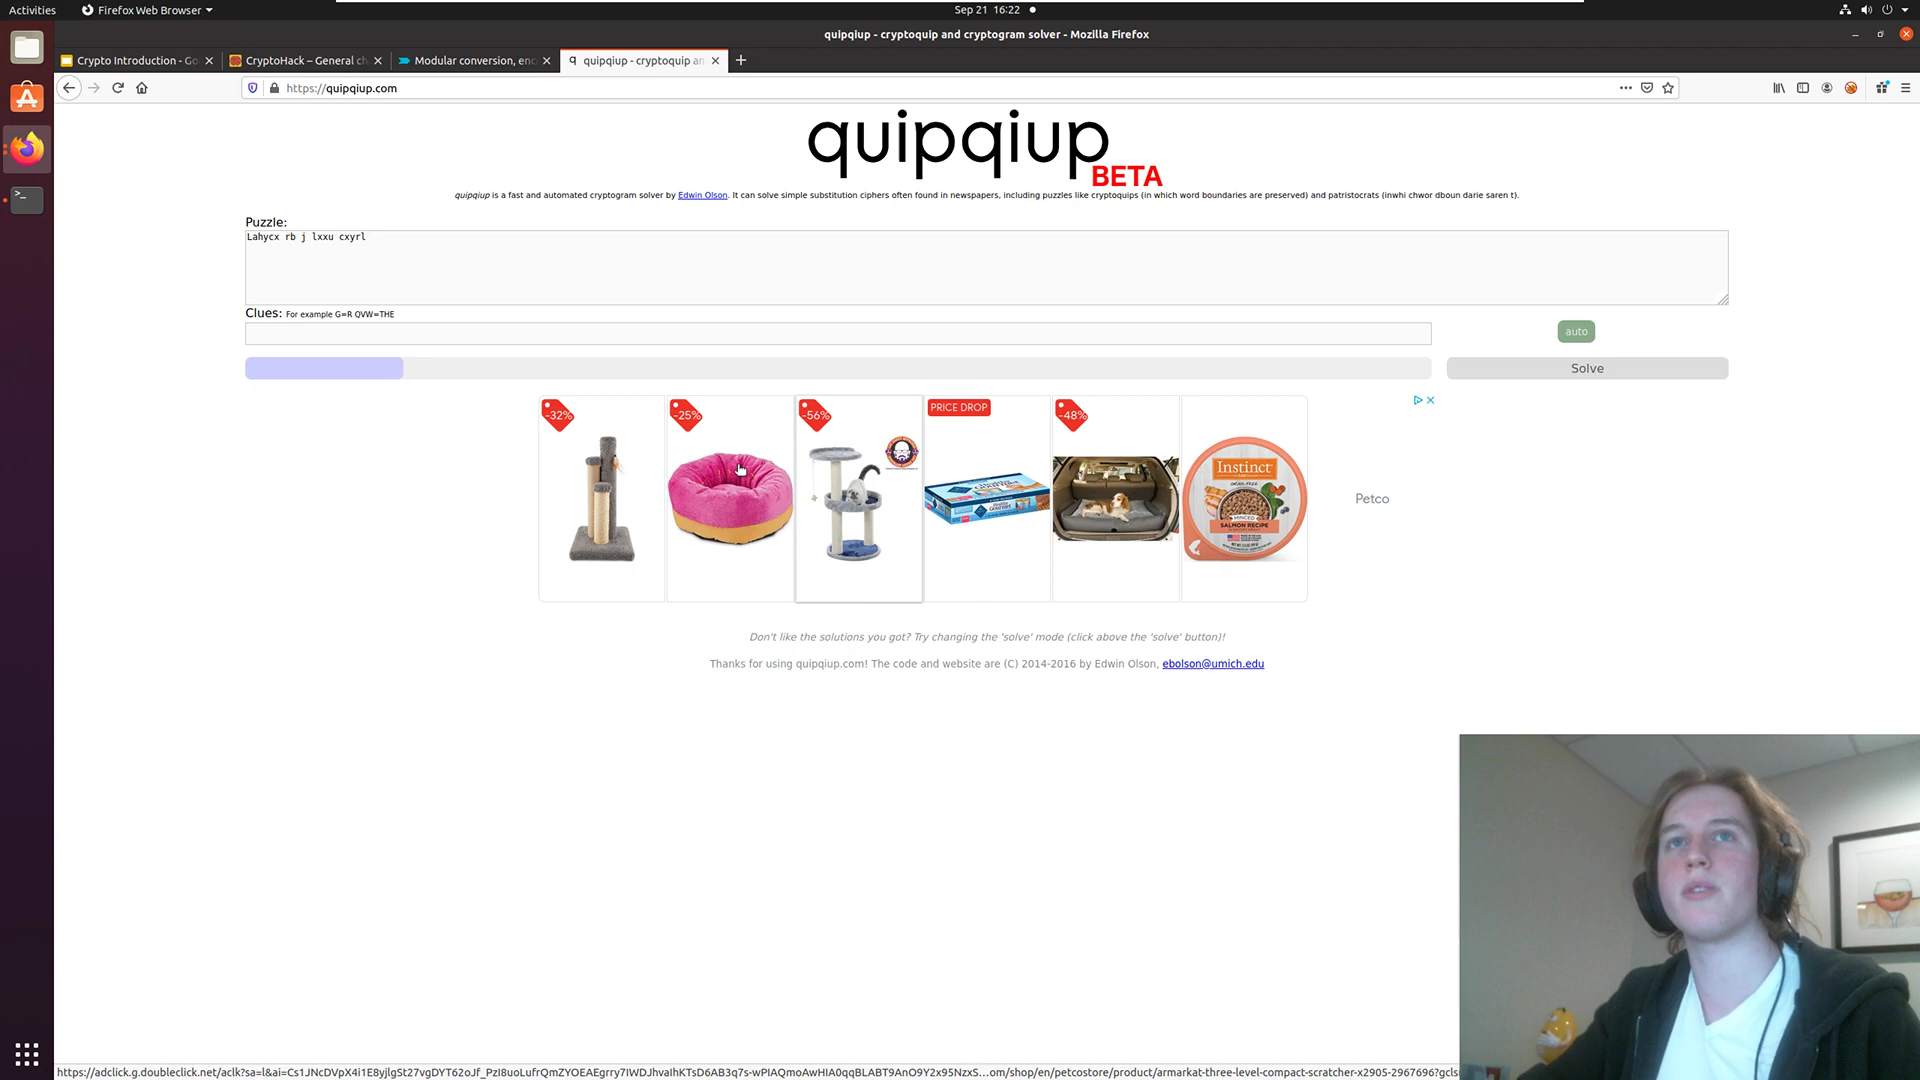 Activities
Firefox Web Browser
Sep 21 16:22
quipqiup - cryptoquip and cryptogram solver - Mozilla Firefox
Crypto Introduction - Go
CryptoHack – General ch
Modular conversion, enc
quipqiup - cryptoquip an
https://quipqiup.com
quipqiup
BETA
quipqiup is a fast and automated cryptogram solver by Edwin Olson. It can solve simple substitution ciphers often found in newspapers, including puzzles like cryptoquips (in which word boundaries are preserved) and patristocrats (inwhi chwor dboun darie saren t).
Puzzle:
Lahycx rb j lxxu cxyrl
Clues: For example G=R QVW=THE
auto
Solve
-32%
-25%
-56%
PRICE DROP
-48%
Instinct
SALMON RECIPE
Petco
Don't like the solutions you got? Try changing the 'solve' mode (click above the 'solve' button)!
Thanks for using quipqiup.com! The code and website are (C) 2014-2016 by Edwin Olson, ebolson@umich.edu